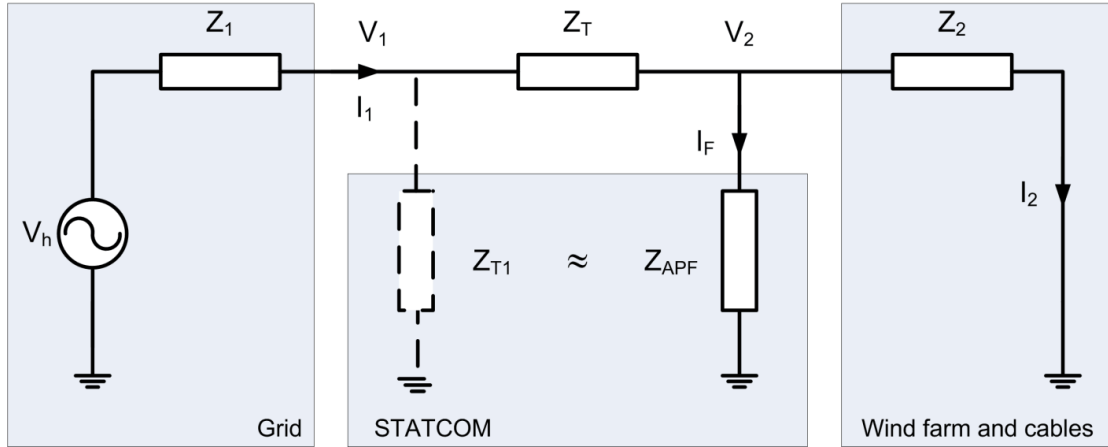 Z1
V1
ZT
V2
Z2
I1
IF
I2
Vh
ZT1 ≈ ZAPF
Grid
STATCOM
Wind farm and cables